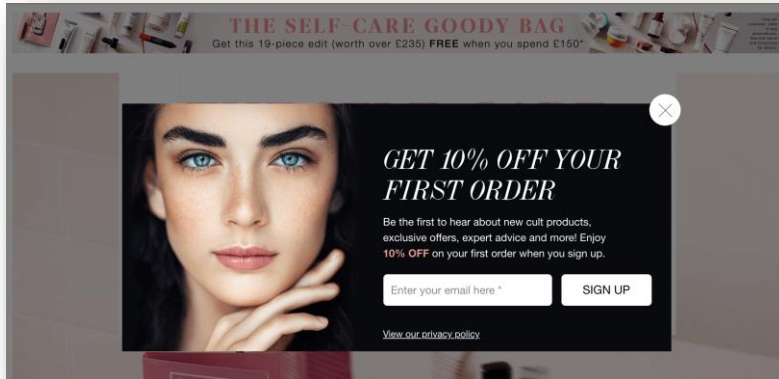 THE SELF-CARE GOODY BAG
Get this 19-piece edit (worth over £235) FREE when you spend £150*
GET 10% OFF YOUR
FIRST ORDER
Be the first to hear about new cult products,
exclusive offers, expert advice and more! Enjoy
10% OFF on your first order when you sign up.
Enter your email here *
SIGN UP
View our privacy policy